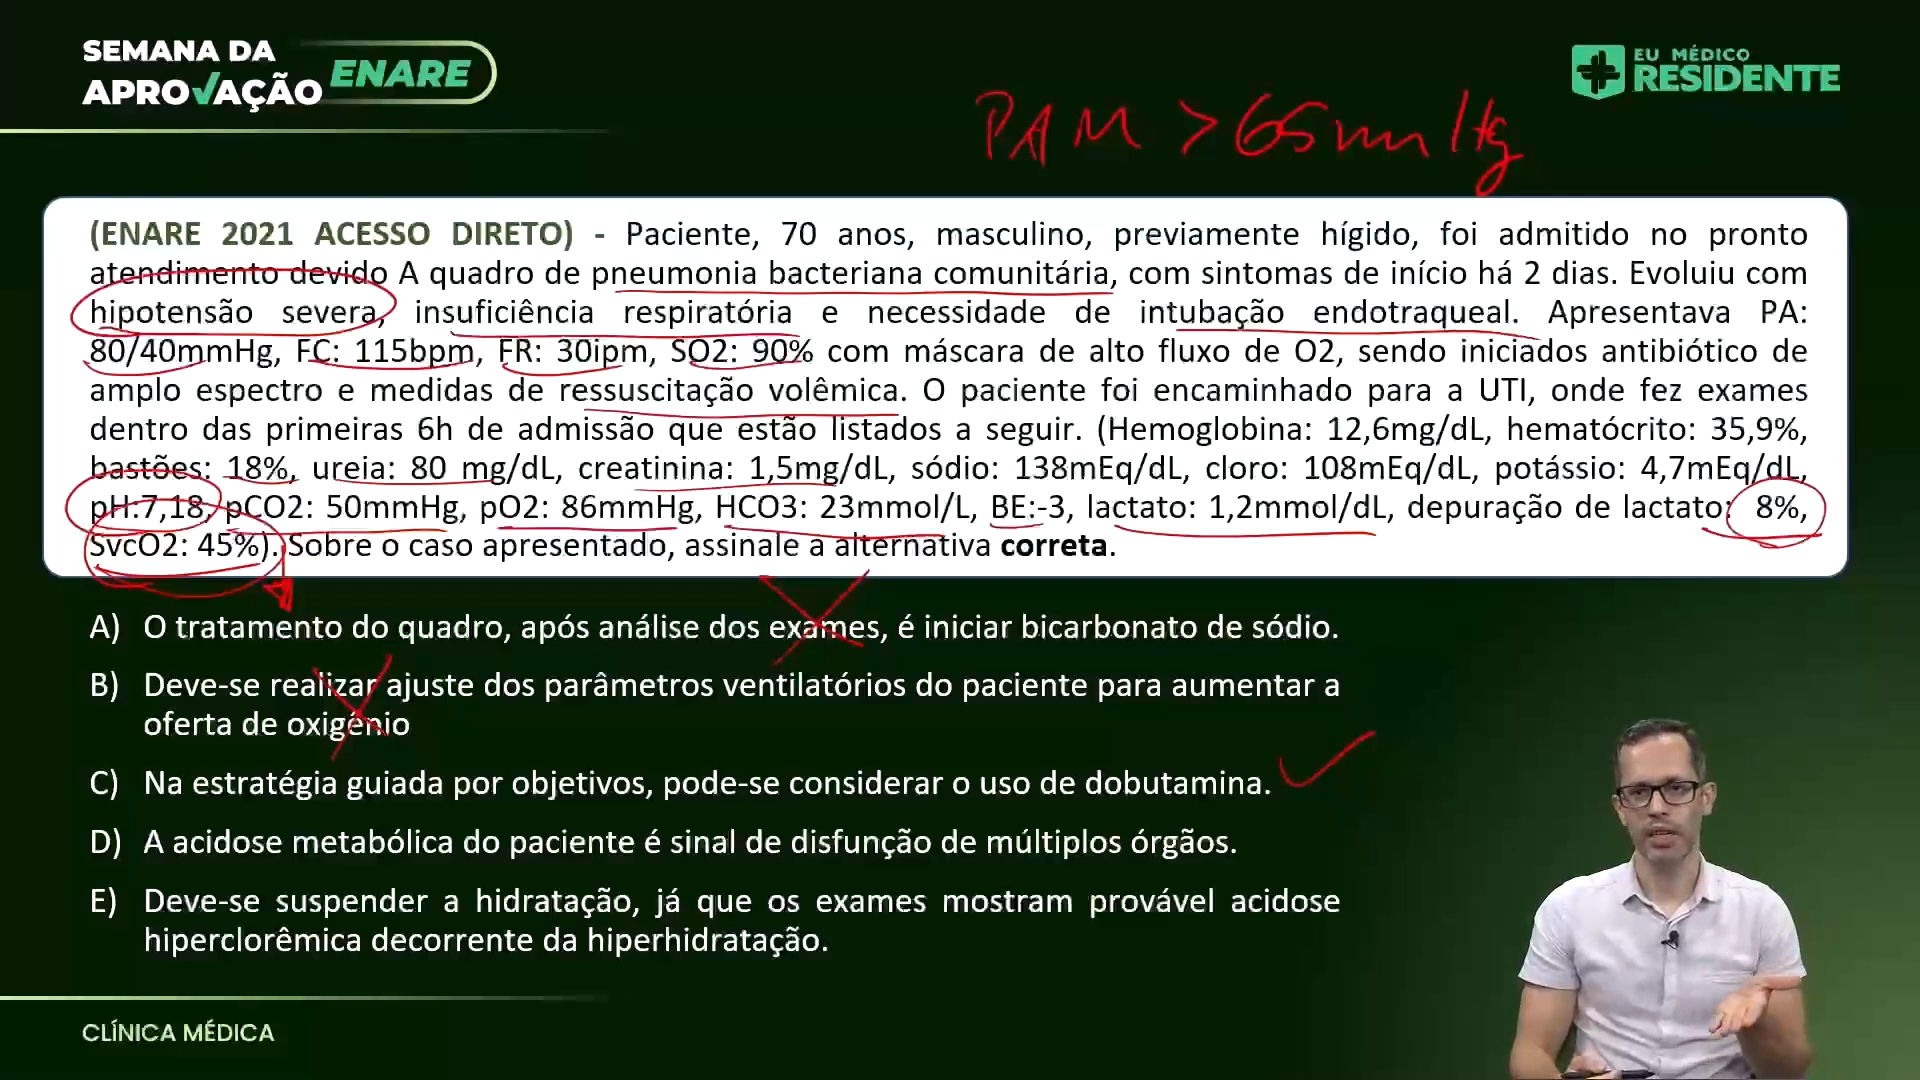 SEMANA DA
APROVAÇÃO ENARE
EU MÉDICO
RESIDENTE
PAM > 65mmHg
(ENARE 2021 ACESSO DIRETO) - Paciente, 70 anos, masculino, previamente hígido, foi admitido no pronto
atendimento devido A quadro de pneumonia bacteriana comunitária, com sintomas de início há 2 dias. Evoluiu com
hipotensão severa, insuficiência respiratória e necessidade de intubação endotraqueal. Apresentava PA:
80/40mmHg, FC: 115bpm, FR: 30ipm, SO2: 90% com máscara de alto fluxo de O2, sendo iniciados antibiótico de
amplo espectro e medidas de ressuscitação volêmica. O paciente foi encaminhado para a UTI, onde fez exames
dentro das primeiras 6h de admissão que estão listados a seguir. (Hemoglobina: 12,6mg/dL, hematócrito: 35,9%,
bastões: 18%, ureia: 80 mg/dL, creatinina: 1,5mg/dL, sódio: 138mEq/dL, cloro: 108mEq/dL, potássio: 4,7mEq/dL,
pH:7,18, pCO2: 50mmHg, pO2: 86mmHg, HCO3: 23mmol/L, BE:-3, lactato: 1,2mmol/dL, depuração de lactato: 8%,
SvcO2: 45%). Sobre o caso apresentado, assinale a alternativa correta.
A) O tratamento do quadro, após análise dos exames, é iniciar bicarbonato de sódio.
B) Deve-se realizar ajuste dos parâmetros ventilatórios do paciente para aumentar a
oferta de oxigênio
C) Na estratégia guiada por objetivos, pode-se considerar o uso de dobutamina.
D) A acidose metabólica do paciente é sinal de disfunção de múltiplos órgãos.
E) Deve-se suspender a hidratação, já que os exames mostram provável acidose
hiperclorêmica decorrente da hiperhidratação.
CLÍNICA MÉDICA